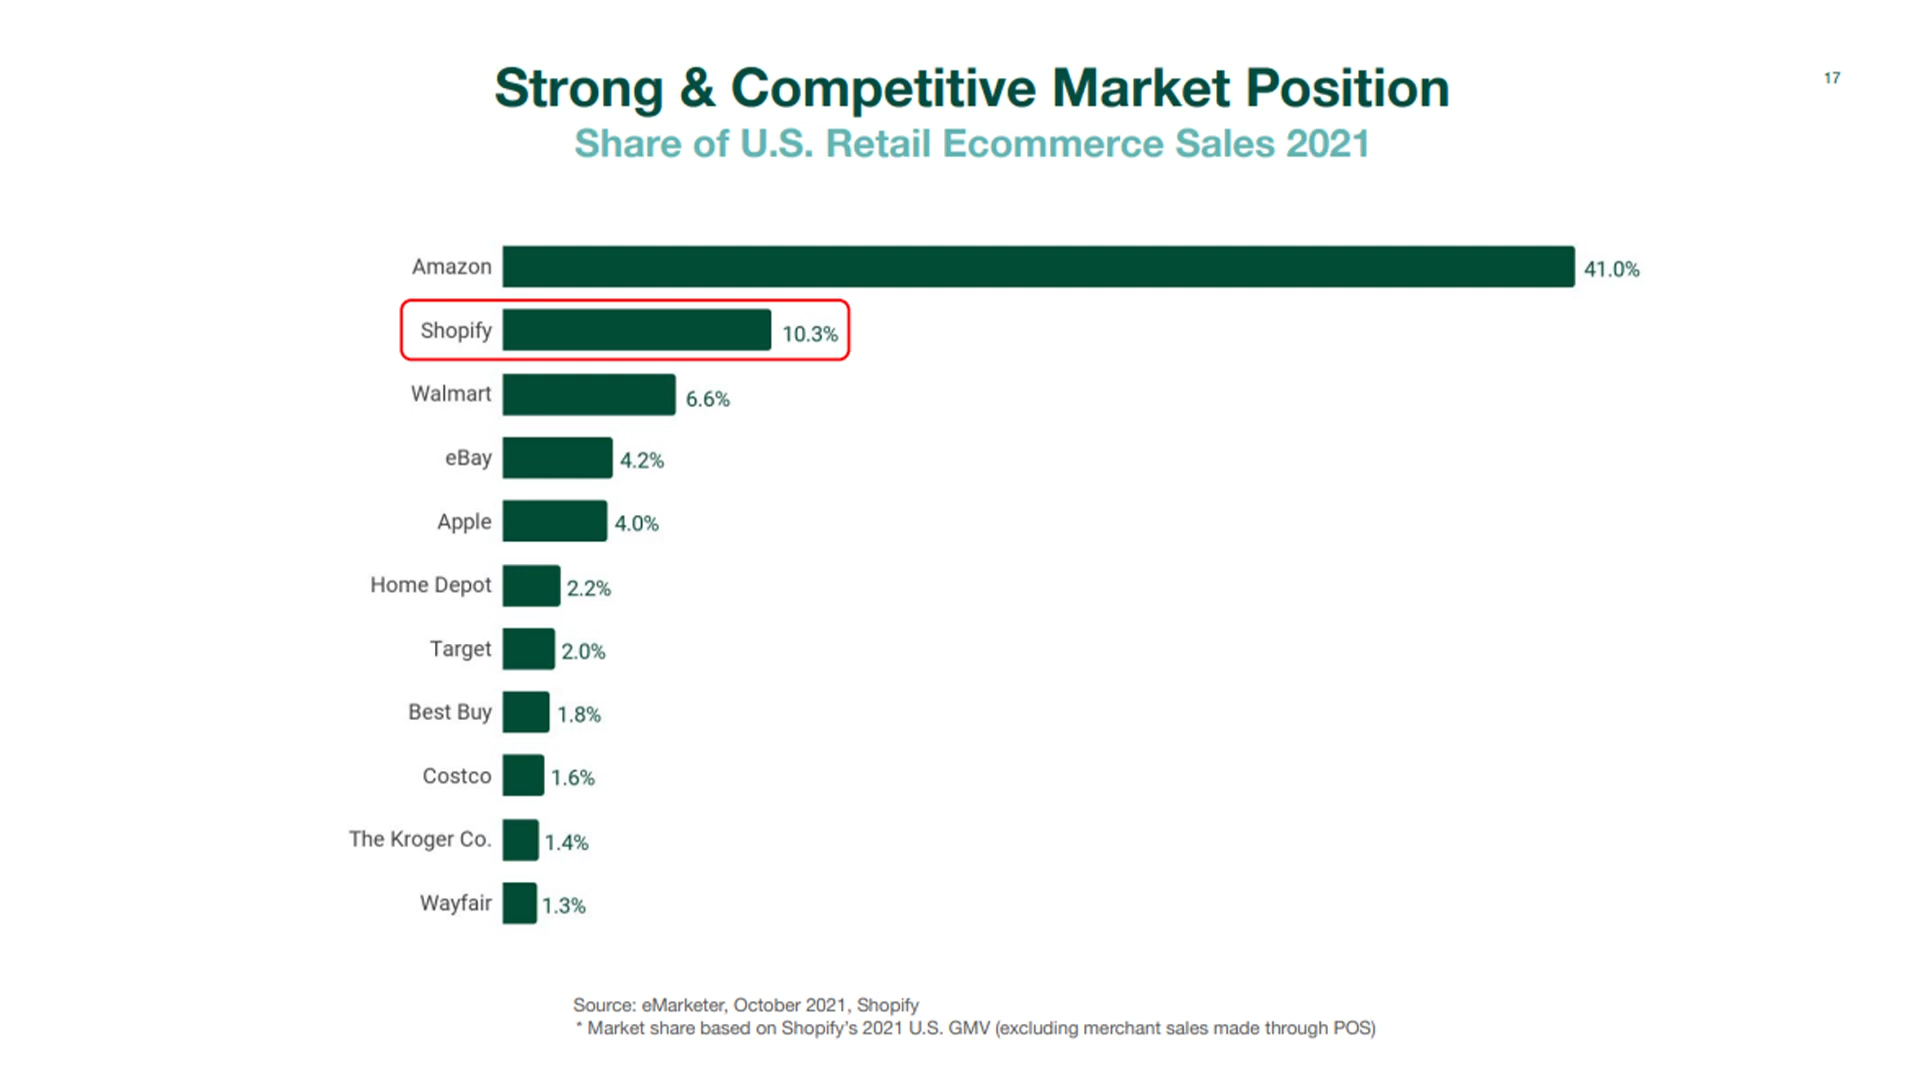 17
Strong & Competitive Market Position
Share of U.S. Retail Ecommerce Sales 2021
Amazon 41.0%
Shopify 10.3%
Walmart 6.6%
eBay 4.2%
Apple 4.0%
Home Depot 2.2%
Target 2.0%
Best Buy 1.8%
Costco 1.6%
The Kroger Co. 1.4%
Wayfair 1.3%
Source: eMarketer, October 2021, Shopify
* Market share based on Shopify’s 2021 U.S. GMV (excluding merchant sales made through POS)